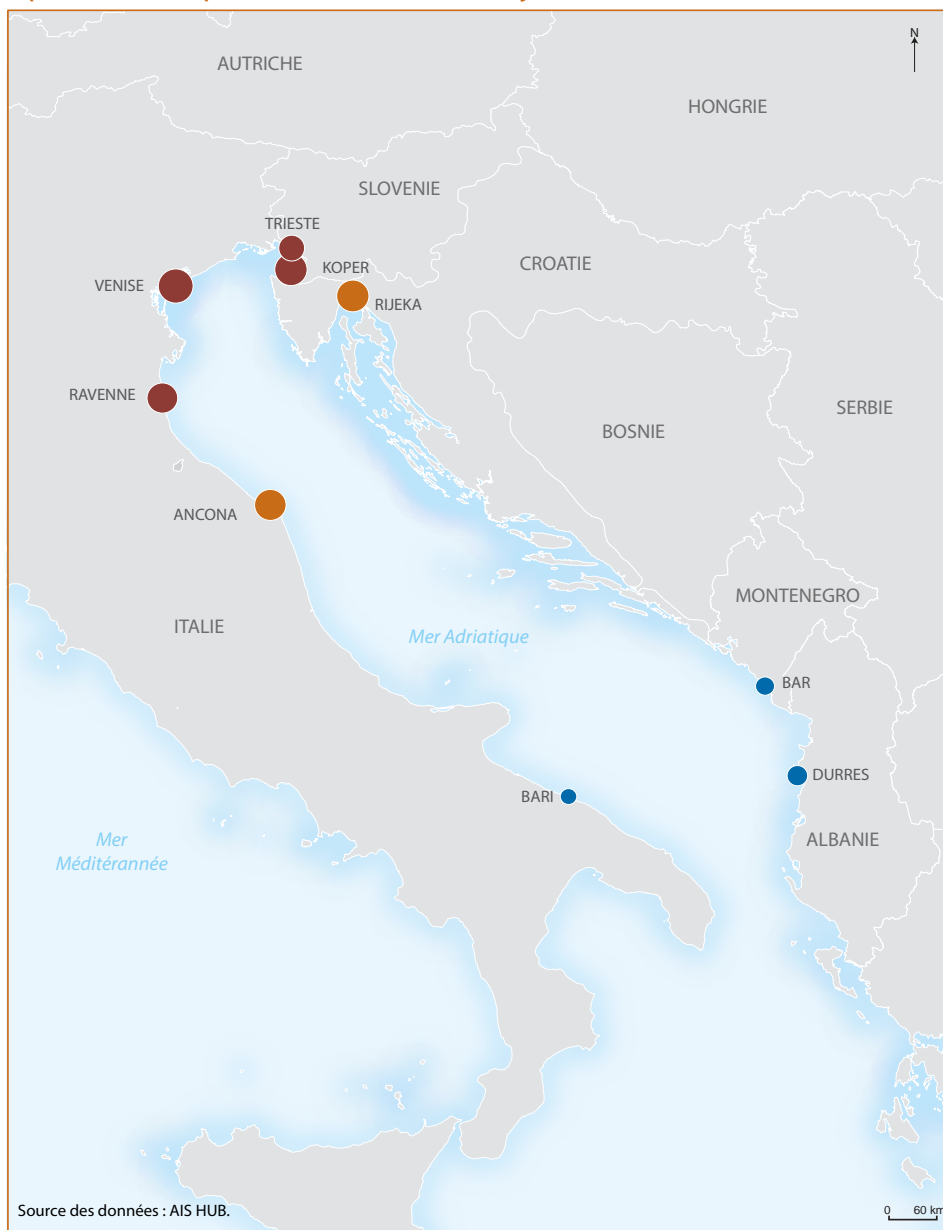 N
AUTRICHE
HONGRIE
SLOVENIE
TRIESTE
KOPER
CROATIE
VENISE
RIJEKA
RAVENNE
SERBIE
BOSNIE
ANCONA
MONTENEGRO
ITALIE
Mer Adriatique
BAR
DURRES
BARI
ALBANIE
Mer
Méditérannée
Source des données : AIS HUB.
0 60 km